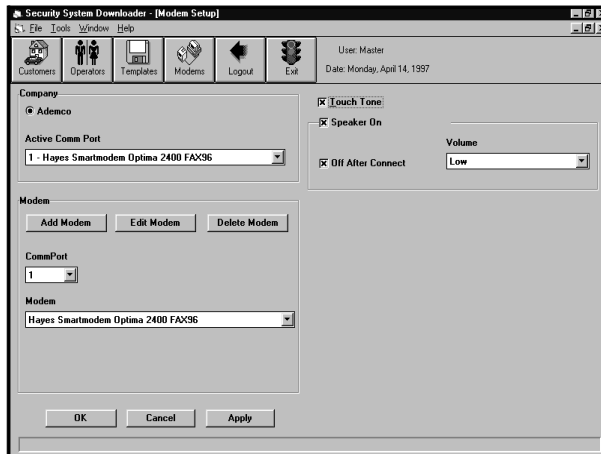 Security System Downloader - [Modem Setup]
File Tools Window Help
Customers Operators Templates Modems Logout Exit
User: Master
Date: Monday, April 14, 1997
Company
Ademco
Active Comm Port
1 - Hayes Smartmodem Optima 2400 FAX96
Touch Tone
Speaker On
Volume
Off After Connect
Low
Modem
Add Modem Edit Modem Delete Modem
CommPort
1
Modem
Hayes Smartmodem Optima 2400 FAX96
OK Cancel Apply